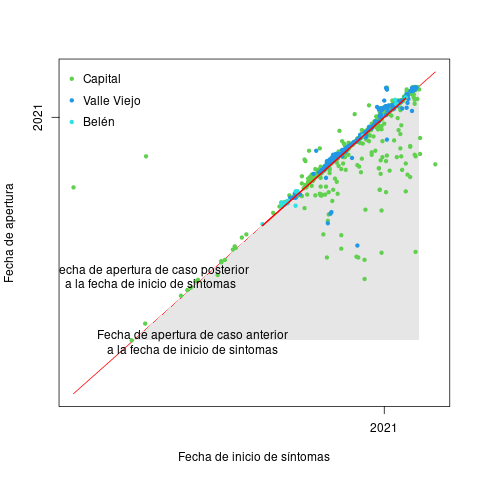 Capital
Valle Viejo
Belén
2021
Fecha de apertura
echa de apertura de caso posterior
a la fecha de inicio de síntomas
Fecha de apertura de caso anterior
a la fecha de inicio de sintomas
2021
Fecha de inicio de síntomas